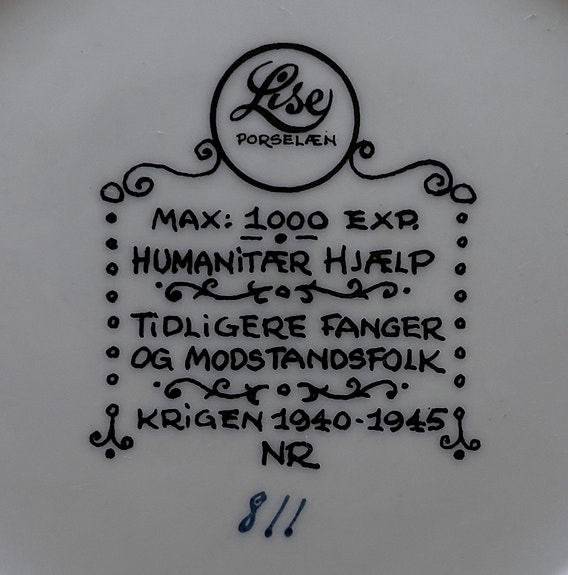 Lise
PORSELÆN
MAX: 1000 EXP.
HUMANITÆR HJÆLP
TIDLIGERE FANGER
OG MODSTANDSFOLK
KRIGEN 1940-1945
NR
811